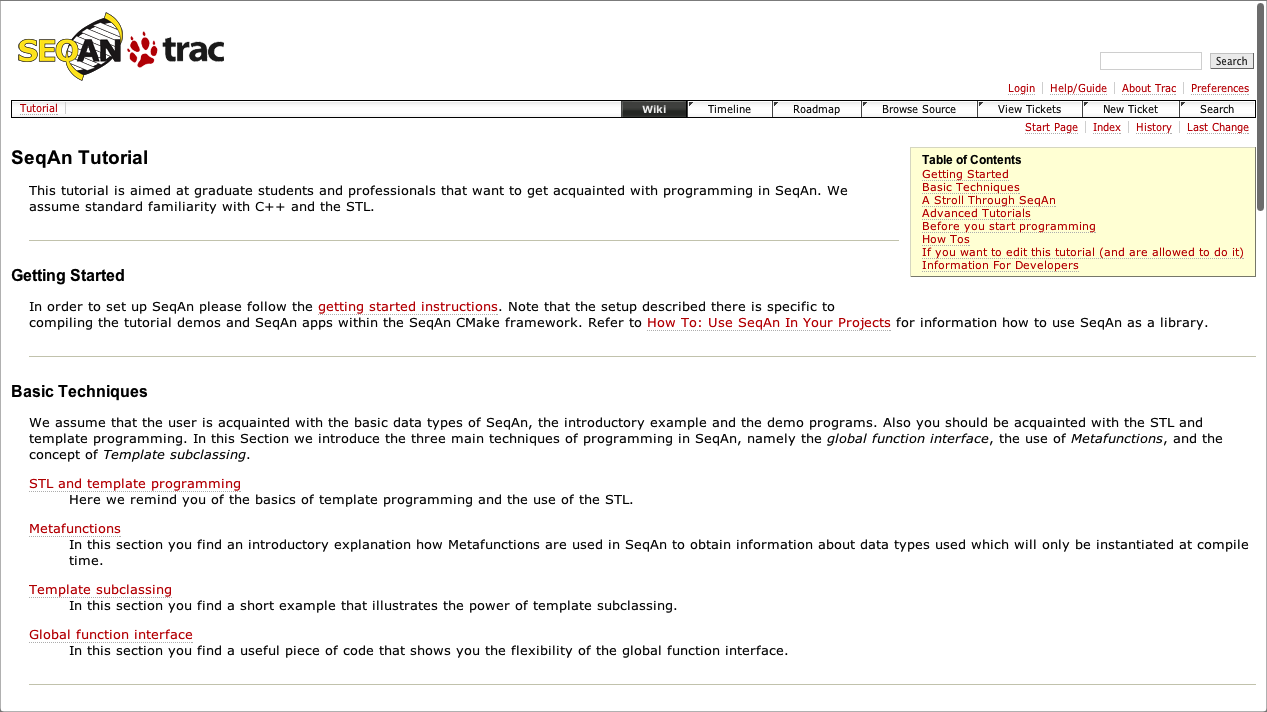 SEQAN trac
Search
Login Help/Guide About Trac Preferences
Tutorial Wiki Timeline Roadmap Browse Source View Tickets New Ticket Search
Start Page Index History Last Change
SeqAn Tutorial
This tutorial is aimed at graduate students and professionals that want to get acquainted with programming in SeqAn. We
assume standard familiarity with C++ and the STL.
Table of Contents
Getting Started
Basic Techniques
A Stroll Through SeqAn
Advanced Tutorials
Before you start programming
How Tos
If you want to edit this tutorial (and are allowed to do it)
Information For Developers
Getting Started
In order to set up SeqAn please follow the getting started instructions. Note that the setup described there is specific to
compiling the tutorial demos and SeqAn apps within the SeqAn CMake framework. Refer to How To: Use SeqAn In Your Projects for information how to use SeqAn as a library.
Basic Techniques
We assume that the user is acquainted with the basic data types of SeqAn, the introductory example and the demo programs. Also you should be acquainted with the STL and
template programming. In this Section we introduce the three main techniques of programming in SeqAn, namely the global function interface, the use of Metafunctions, and the
concept of Template subclassing.
STL and template programming
Here we remind you of the basics of template programming and the use of the STL.
Metafunctions
In this section you find an introductory explanation how Metafunctions are used in SeqAn to obtain information about data types used which will only be instantiated at compile
time.
Template subclassing
In this section you find a short example that illustrates the power of template subclassing.
Global function interface
In this section you find a useful piece of code that shows you the flexibility of the global function interface.